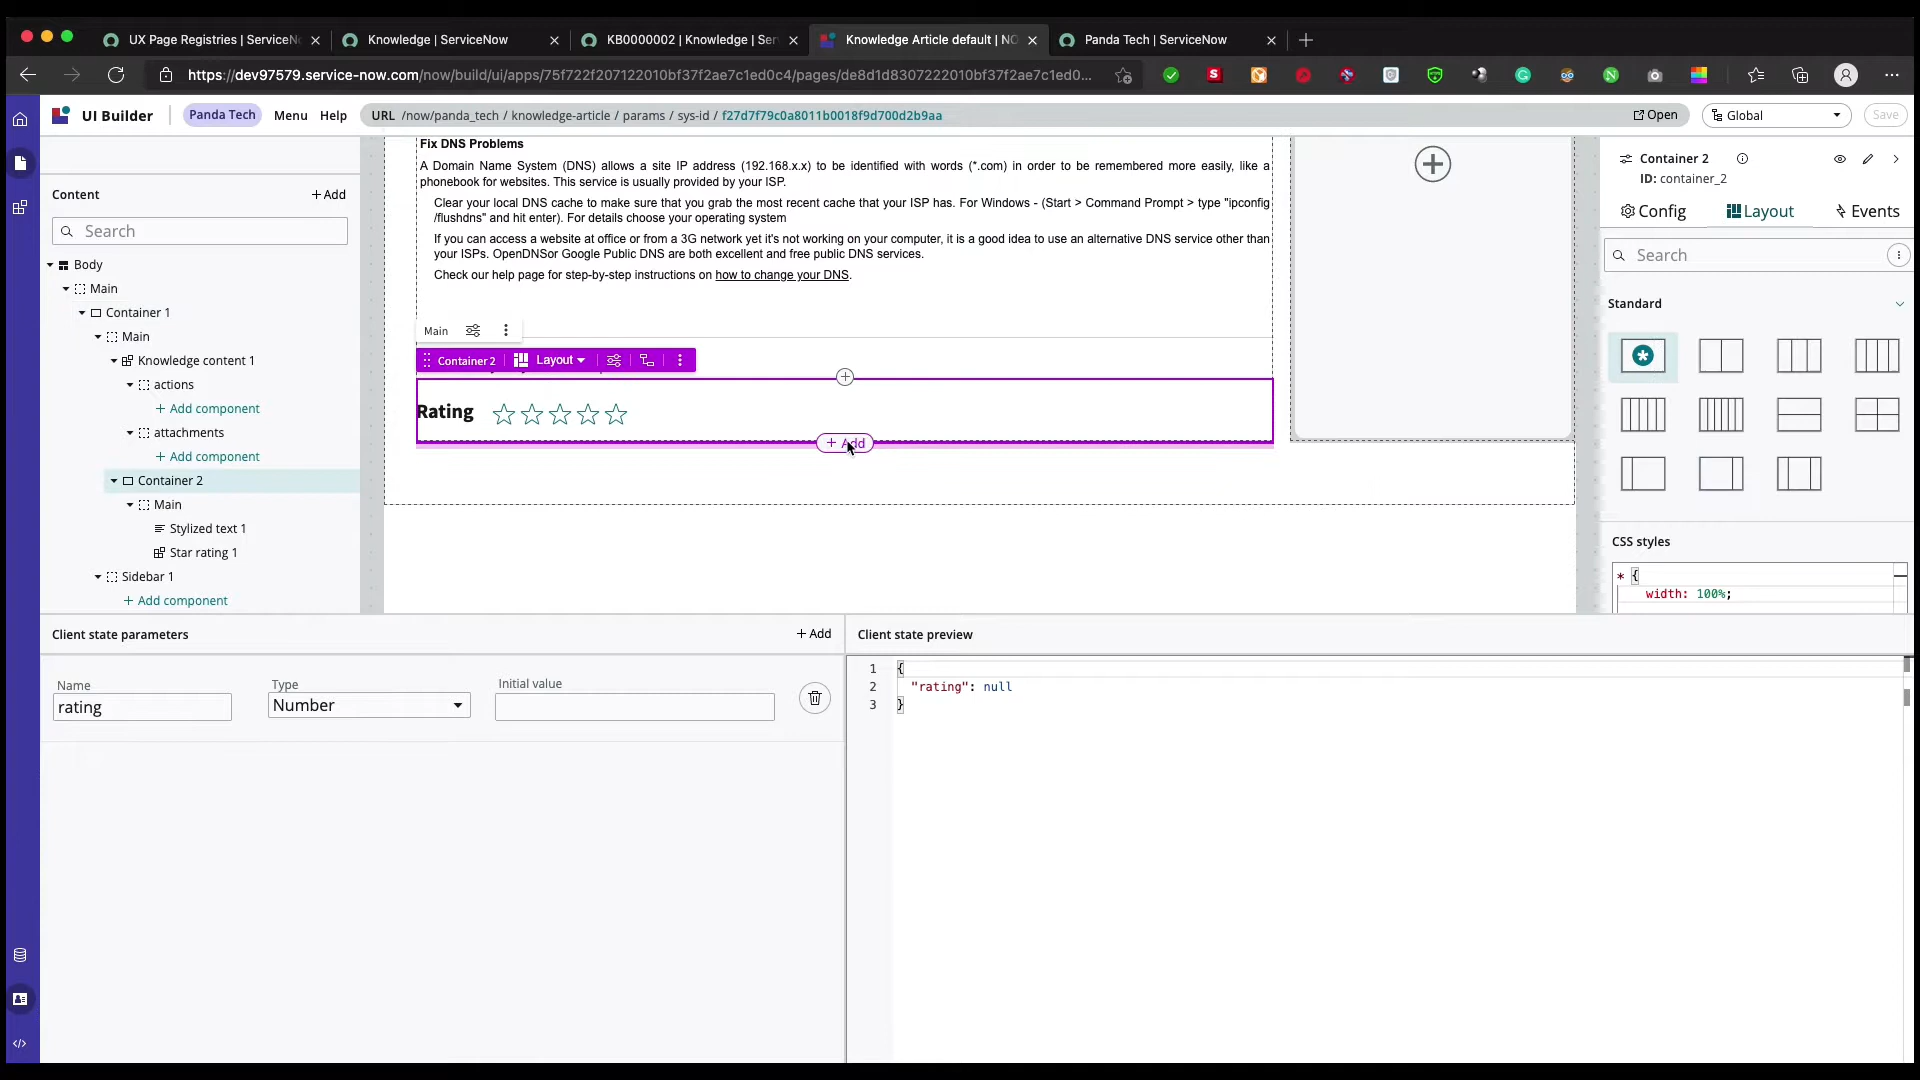 UX Page Registries | ServiceN
Knowledge | ServiceNow
KB0000002 | Knowledge | Ser
Knowledge Article default | NO
Panda Tech | ServiceNow
https://dev97579.service-now.com/now/build/ui/apps/75f722f207122010bf37f2ae7c1ed0c4/pages/de8d1d8307222010bf37f2ae7c1ed0...
UI Builder
Panda Tech
Menu
Help
URL /now/panda_tech / knowledge-article / params / sys-id / f27d7f79c0a8011b0018f9d700d2b9aa
Open
Global
Save
Content
+ Add
Search
Body
Main
Container 1
Main
Knowledge content 1
actions
+ Add component
attachments
+ Add component
Container 2
Main
Stylized text 1
Star rating 1
Sidebar 1
+ Add component
Fix DNS Problems
A Domain Name System (DNS) allows a site IP address (192.168.x.x) to be identified with words (*.com) in order to be remembered more easily, like a
phonebook for websites. This service is usually provided by your ISP.
Clear your local DNS cache to make sure that you grab the most recent cache that your ISP has. For Windows - (Start > Command Prompt > type "ipconfig
/flushdns" and hit enter). For details choose your operating system
If you can access a website at office or from a 3G network yet it's not working on your computer, it is a good idea to use an alternative DNS service other than
your ISPs. OpenDNSor Google Public DNS are both excellent and free public DNS services.
Check our help page for step-by-step instructions on how to change your DNS.
Main
Container 2
Layout
Rating
+ Add
Container 2
ID: container_2
Config
Layout
Events
Search
Standard
CSS styles
* {
width: 100%;
Client state parameters
+ Add
Name
rating
Type
Number
Initial value
Client state preview
1 {
2 "rating": null
3 }